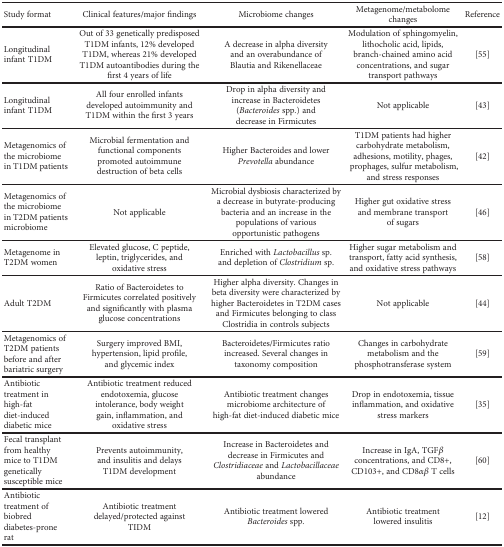 Study format Clinical features/major findings Microbiome changes Metagenome/metabolome changes Reference
Longitudinal infant T1DM
Out of 33 genetically predisposed
T1DM infants, 12% developed
T1DM, whereas 21% developed
T1DM autoantibodies during the
first 4 years of life
A decrease in alpha diversity
and an overabundance of
Blautia and Rikenellaceae
Modulation of sphingomyelin,
lithocholic acid, lipids,
branch-chained amino acid
concentrations, and sugar
transport pathways
[55]
Longitudinal
infant T1DM
All four enrolled infants
developed autoimmunity and
T1DM within the first 3 years
Drop in alpha diversity and
increase in Bacteroidetes
(Bacteroides spp.) and
decrease in Firmicutes
Not applicable
[43]
Metagenomics of
the microbiome
in T1DM patients
Microbial fermentation and
functional components
promoted autoimmune
destruction of beta cells
Higher Bacteroides and lower
Prevotella abundance
T1DM patients had higher
carbohydrate metabolism,
adhesions, motility, phages,
prophages, sulfur metabolism,
and stress responses
[42]
Metagenomics of
the microbiome
in T2DM patients
microbiome
Not applicable
Microbial dysbiosis characterized by
a decrease in butyrate-producing
bacteria and an increase in the
populations of various
opportunistic pathogens
Higher gut oxidative stress
and membrane transport
of sugars
[46]
Metagenome in
T2DM women
Elevated glucose, C peptide,
leptin, triglycerides, and
oxidative stress
Enriched with Lactobacillus sp.
and depletion of Clostridium sp.
Higher sugar metabolism and
transport, fatty acid synthesis,
and oxidative stress pathways
[58]
Adult T2DM
Ratio of Bacteroidetes to
Firmicutes correlated positively
and significantly with plasma
glucose concentrations
Higher alpha diversity. Changes in
beta diversity were characterized by
higher Bacteroidetes in T2DM cases
and Firmicutes belonging to class
Clostridia in controls subjects
Not applicable
[44]
Metagenomics of
T2DM patients
before and after
bariatric surgery
Surgery improved BMI,
hypertension, lipid profile,
and glycemic index
Bacteroidetes/Firmicutes ratio
increased. Several changes in
taxonomy composition
Changes in carbohydrate
metabolism and the
phosphotransferase system
[59]
Antibiotic
treatment in
high-fat
diet-induced
diabetic mice
Antibiotic treatment reduced
endotoxemia, glucose
intolerance, body weight
gain, inflammation, and
oxidative stress
Antibiotic treatment changes
microbiome architecture of
high-fat diet-induced diabetic mice
Drop in endotoxemia, tissue
inflammation, and oxidative
stress markers
[35]
Fecal transplant
from healthy
mice to T1DM
genetically
susceptible mice
Prevents autoimmunity,
and insulitis and delays
T1DM development
Increase in Bacteroidetes and
decrease in Firmicutes and
Clostridiaceae and Lactobacillaceae
abundance
Increase in IgA, TGFβ
concentrations, and CD8+,
CD103+, and CD8αβ T cells
[60]
Antibiotic
treatment of
biobred
diabetes-prone
rat
Antibiotic treatment
delayed/protected against
TIDM
Antibiotic treatment lowered
Bacteroides spp.
Antibiotic treatment
lowered insulitis
[12]